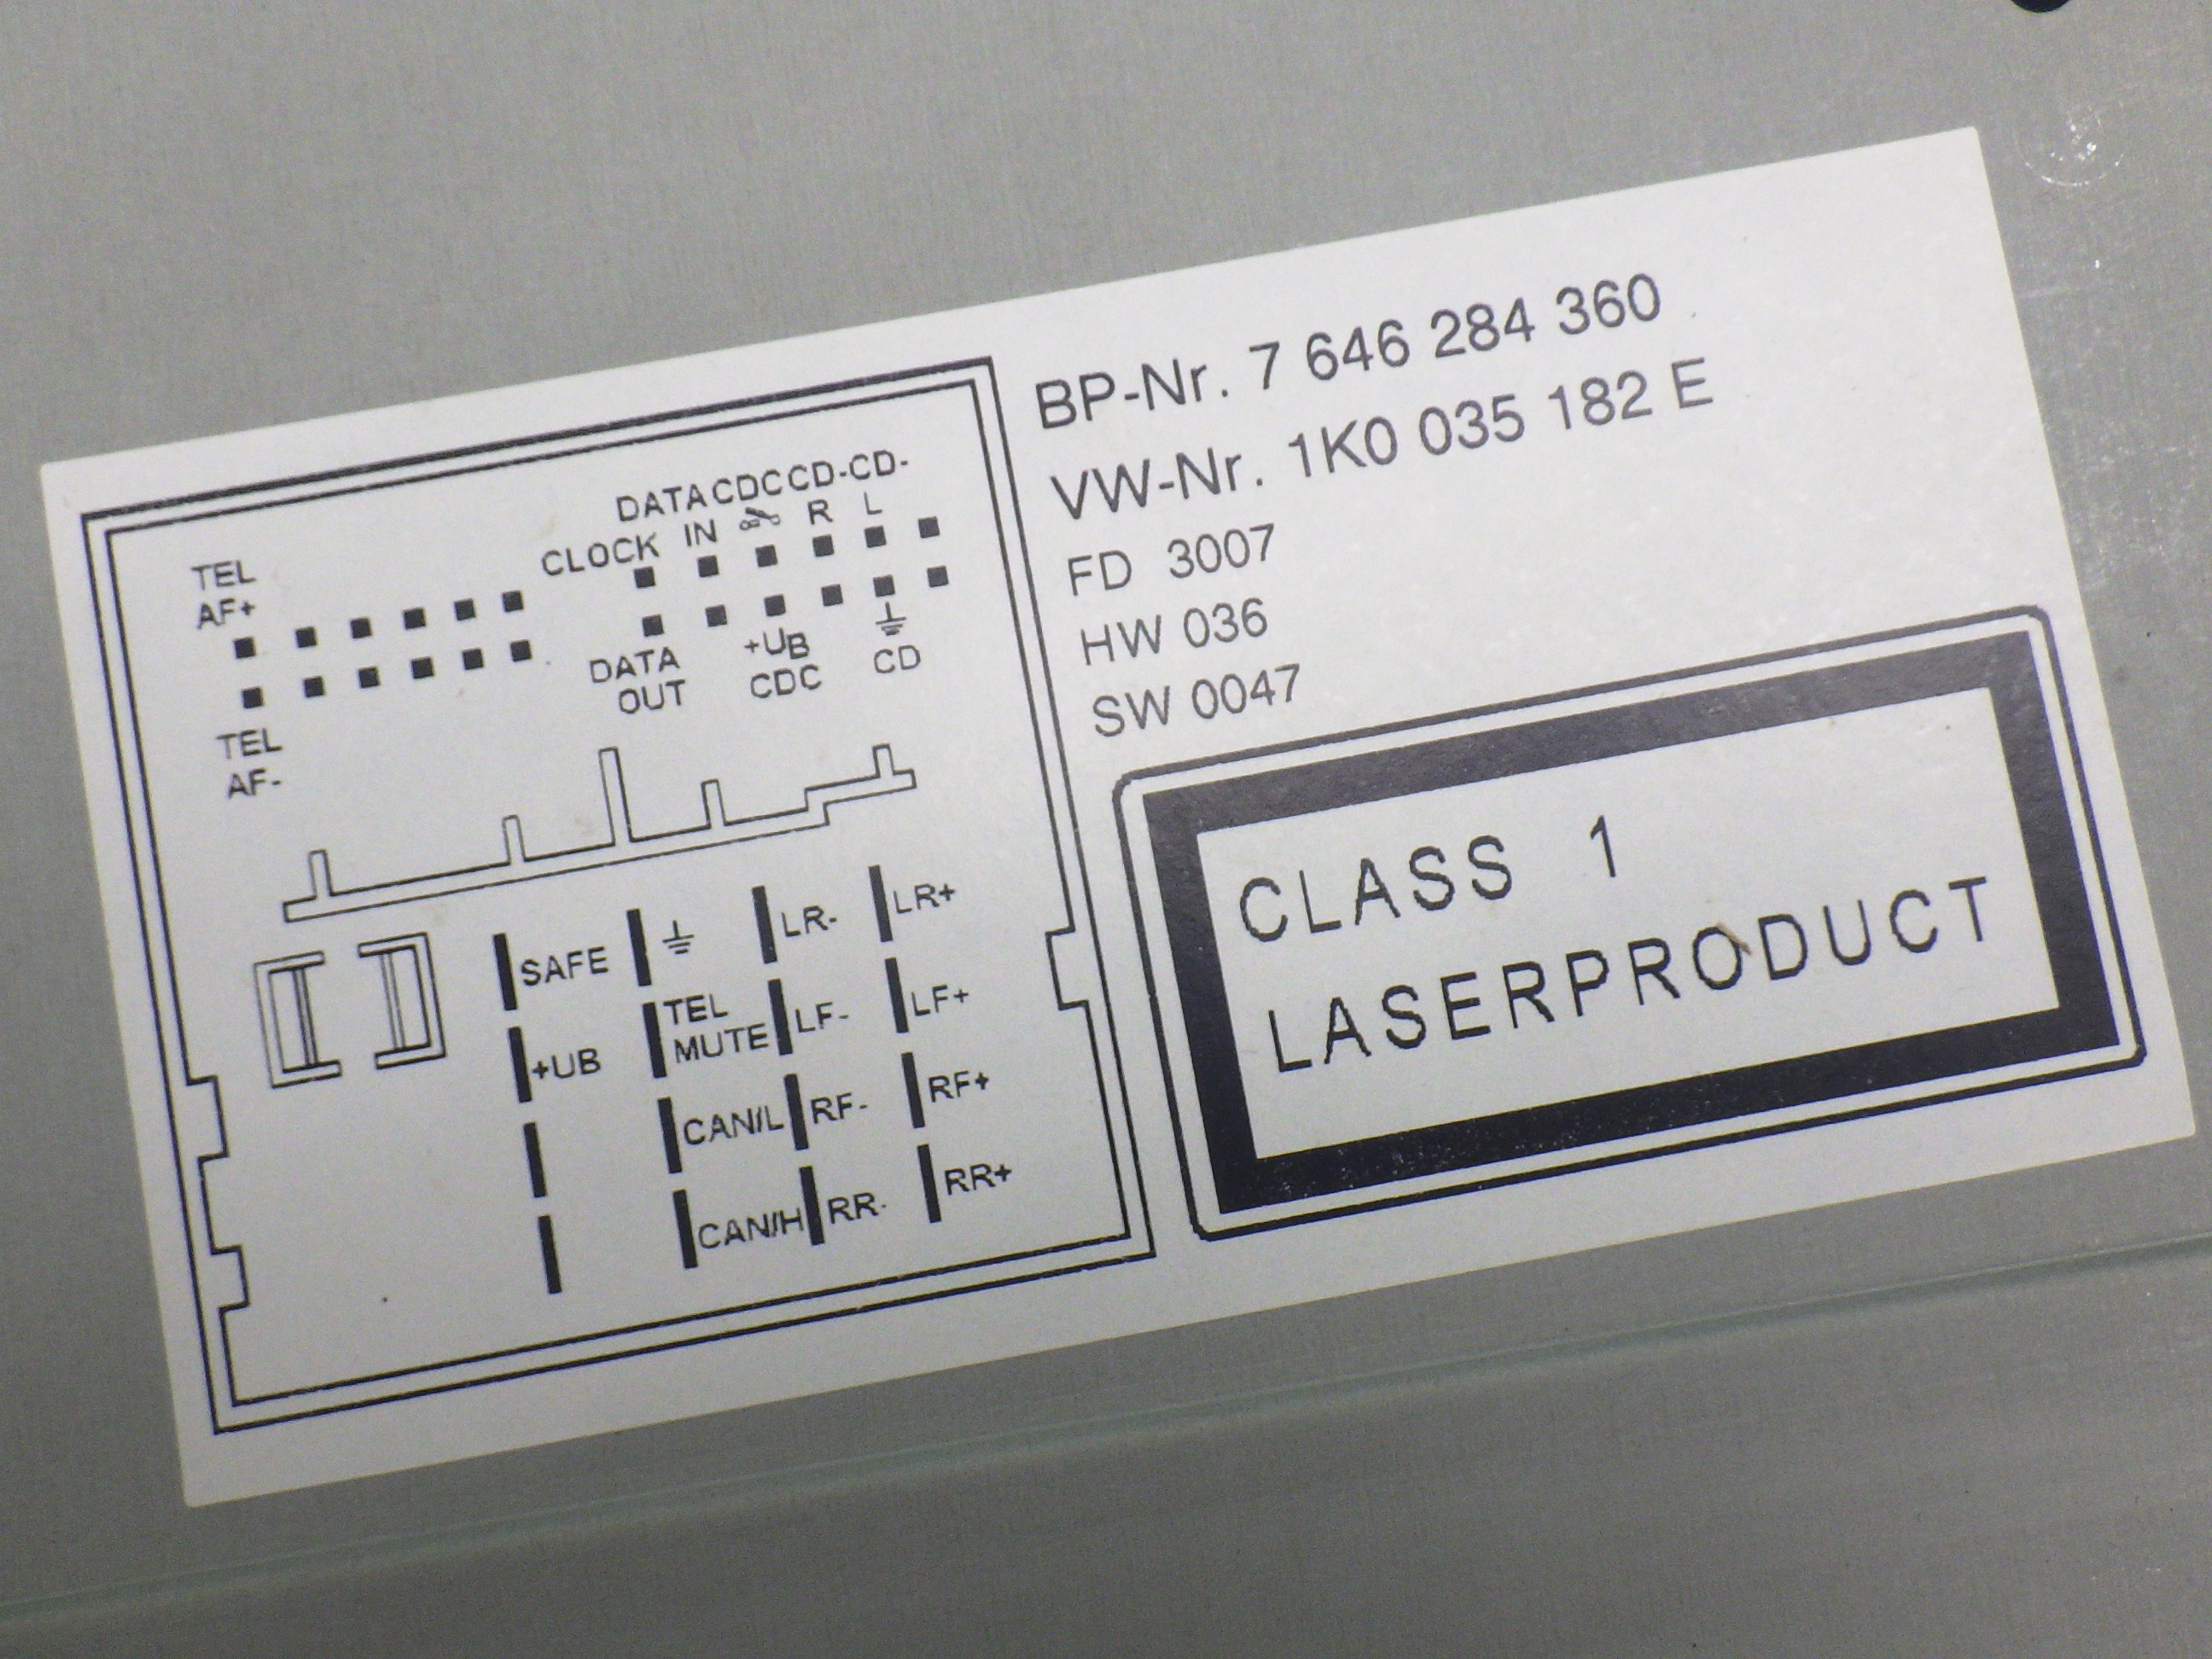 BP-Nr. 7 646 284 360
VW-Nr. 1K0 035 182 E
FD 3007
HW 036
SW 0047
CLASS 1
LASERPRODUCT
DATA CDC CD- CD-
CLOCK IN R L
TEL
AF+
DATA +UB CD
OUT CDC
TEL
AF-
SAFE LR- LR+
+UB TEL MUTE LF- LF+
CAN/L RF- RF+
CAN/H RR- RR+